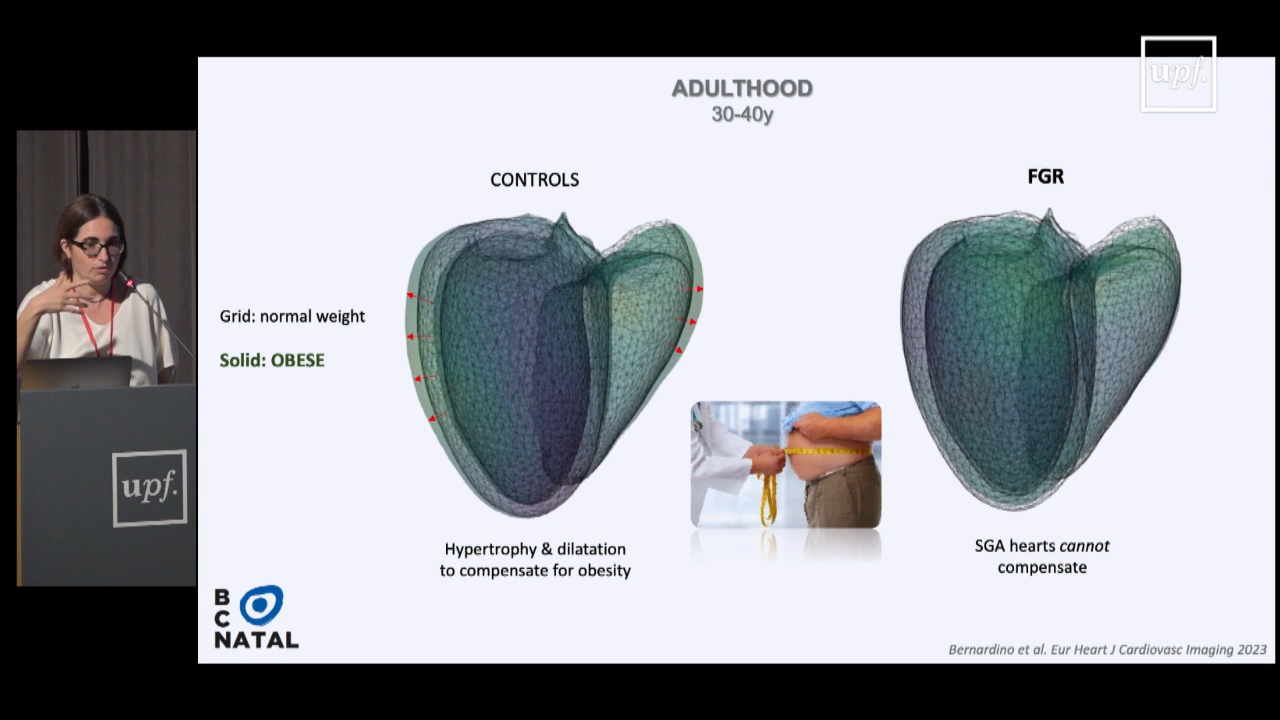 upf.
ADULTHOOD
30-40y
CONTROLS
FGR
Grid: normal weight
Solid: OBESE
Hypertrophy & dilatation
to compensate for obesity
SGA hearts cannot
compensate
upf.
B
C
NATAL
Bernardino et al. Eur Heart J Cardiovasc Imaging 2023